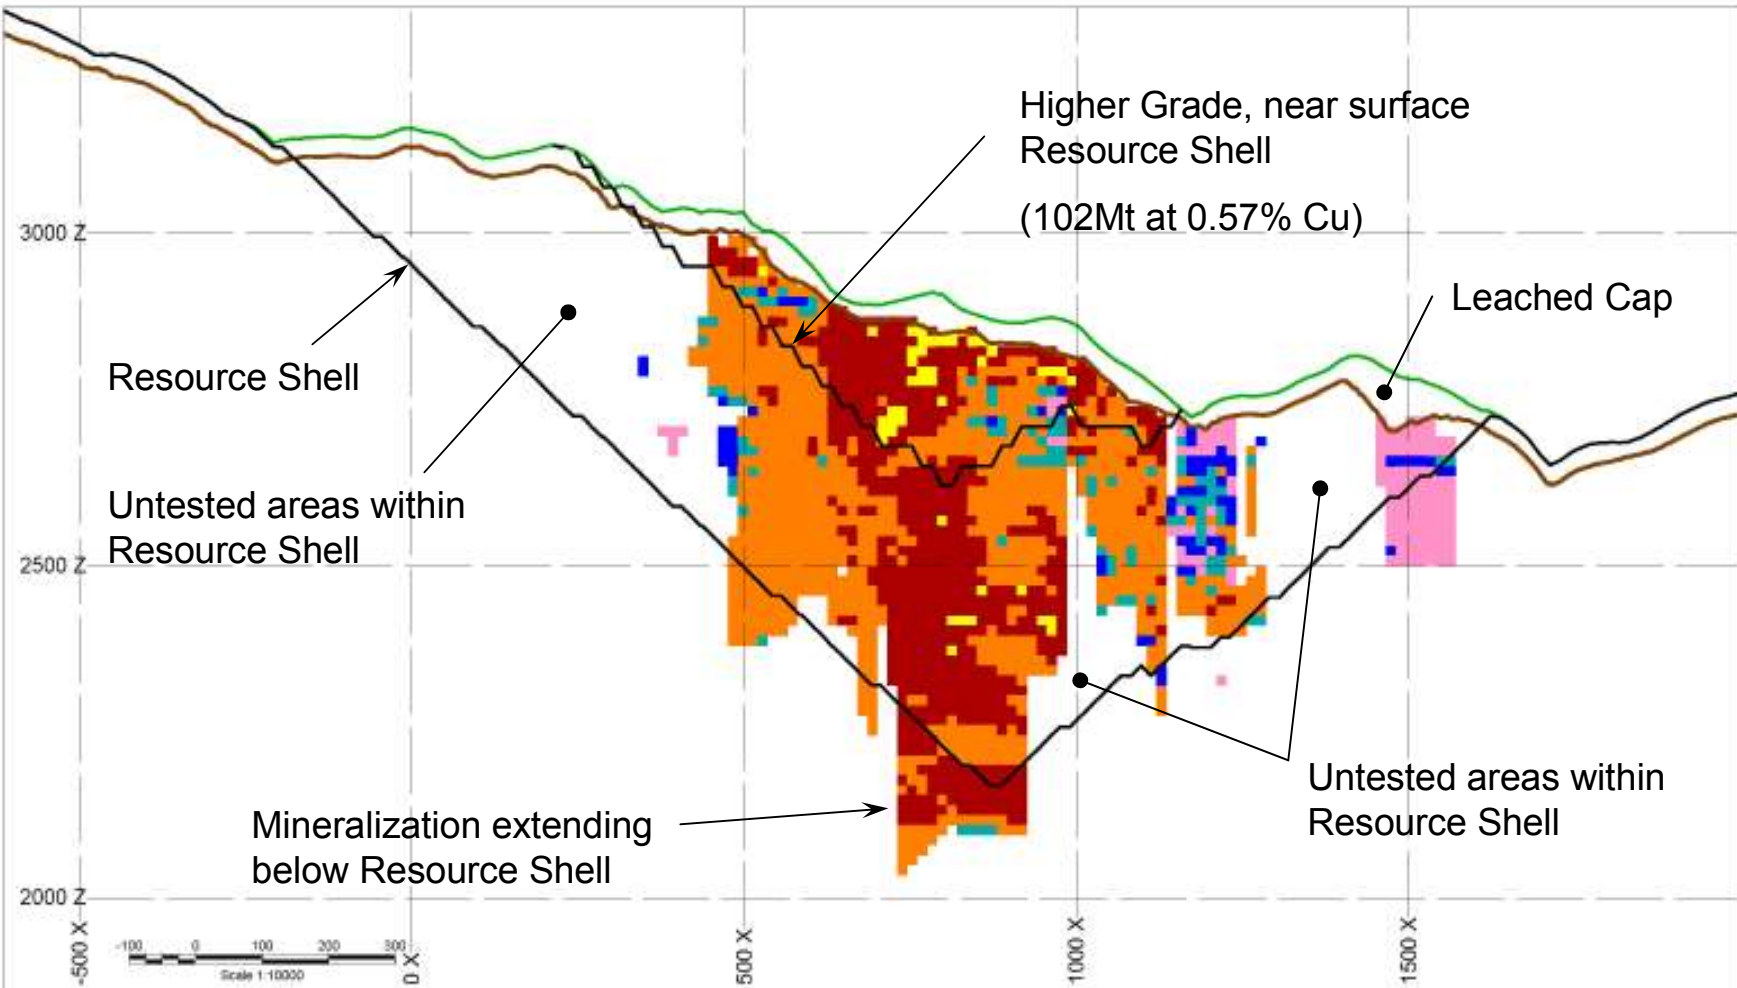 Higher Grade, near surface
Resource Shell
(102Mt at 0.57% Cu)
3000 Z
Leached Cap
Resource Shell
Untested areas within
Resource Shell
2500 Z
Untested areas within
Resource Shell
Mineralization extending
below Resource Shell
2000 Z
-100 0 100 200 300
Scale 1:10000
-500 X
0 X
500 X
1000 X
1500 X